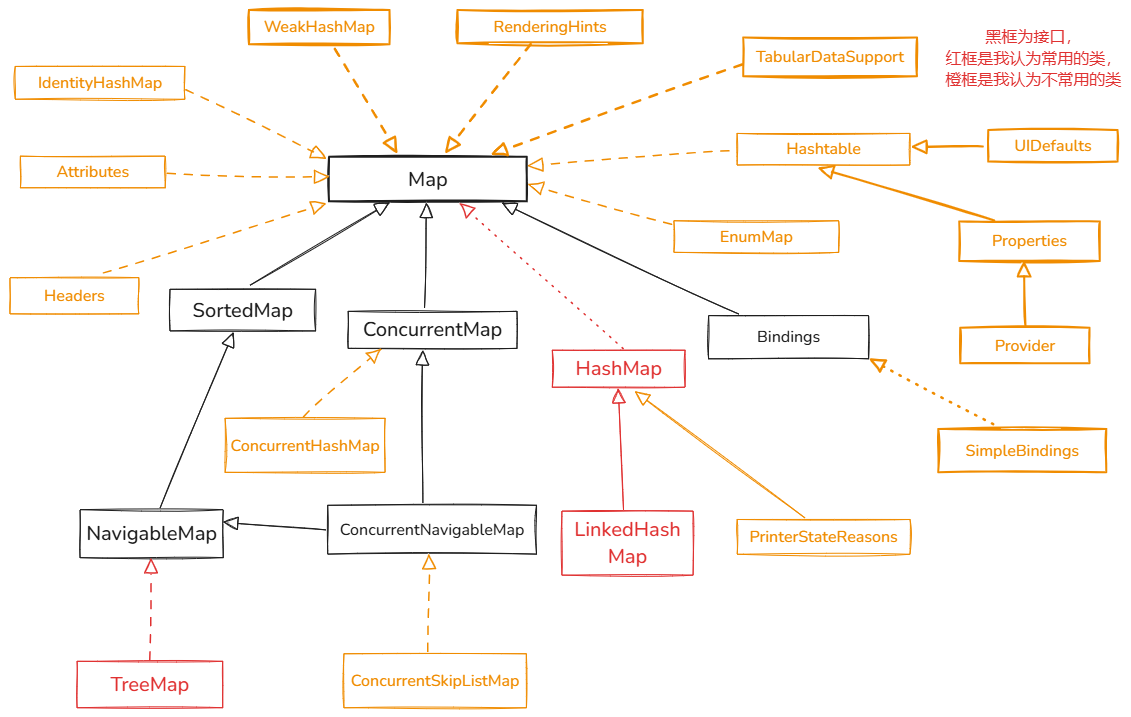 WeakHashMap
RenderingHints
黑框为接口，
红框是我认为常用的类，
橙框是我认为不常用的类
TabularDataSupport
IdentityHashMap
Hashtable
UIDefaults
Attributes
Map
EnumMap
Properties
Headers
SortedMap
ConcurrentMap
Bindings
Provider
HashMap
ConcurrentHashMap
SimpleBindings
NavigableMap
ConcurrentNavigableMap
LinkedHash
Map
PrinterStateReasons
TreeMap
ConcurrentSkipListMap